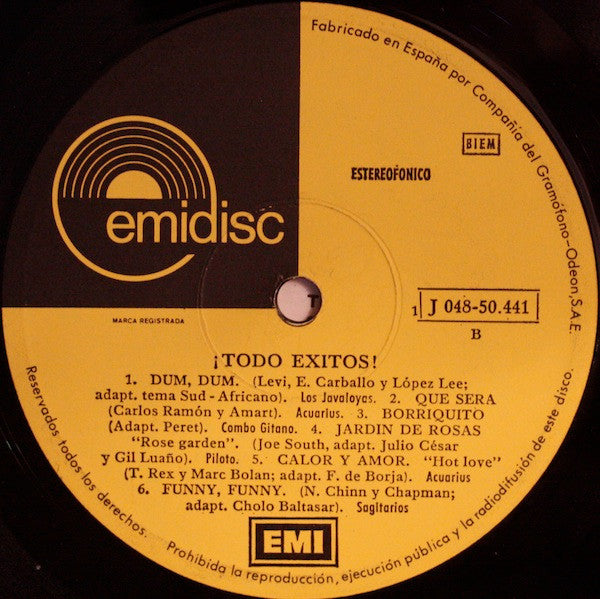 Fabricado en España por Compañía del Gramófono-Odeon, S.A.E.
BIEM
ESTEREOFONICO
emidisc
T
1 J 048-50.441
B
MARCA REGISTRADA
¡TODO EXITOS!
1. DUM, DUM. (Levi, E. Carballo y López Lee;
adapt. tema Sud-Africano). Los Javaloyas. 2. QUE SERA
(Carlos Ramón y Amart). Acuarius. 3. BORRIQUITO
(Adapt. Peret). Combo Gitano. 4. JARDIN DE ROSAS
"Rose garden". (Joe South, adapt. Julio César
y Gil Luaño). Piloto. 5. CALOR Y AMOR. "Hot love"
(T. Rex y Marc Bolan; adapt. F. de Borja). Acuarius
6. FUNNY, FUNNY. (N. Chinn y Chapman;
adapt. Cholo Baltasar). Sagitarios
EMI
Reservados todos los derechos. Prohibida la reproducción, ejecución pública y la radiodifusión de este disco.